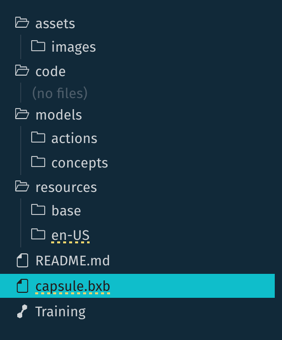 assets
images
code
(no files)
models
actions
concepts
resources
base
en-US
README.md
capsule.bxb
Training